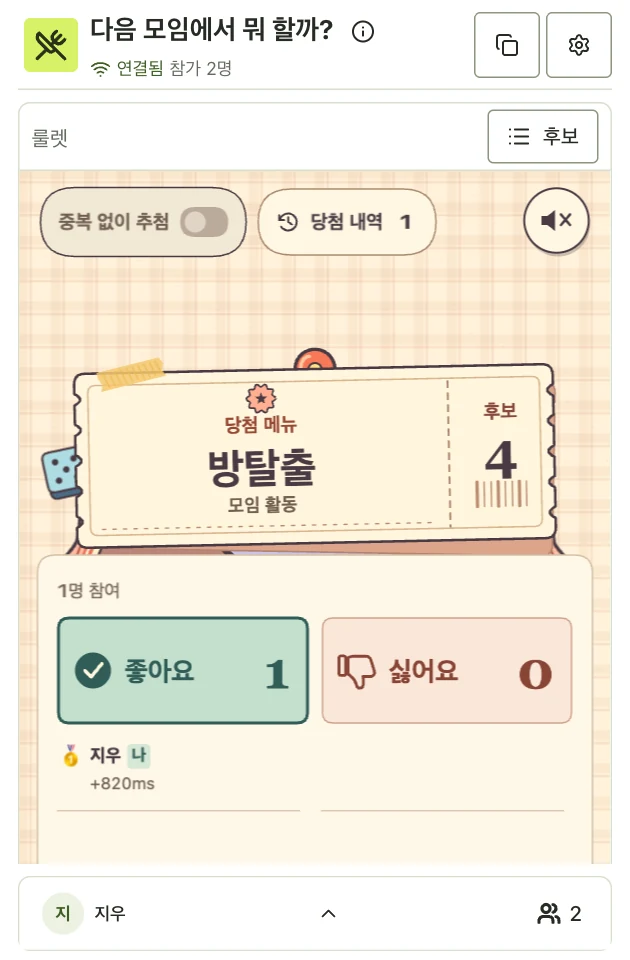 다음 모임에서 뭐 할까?
연결됨 참가 2명
룰렛
후보
중복 없이 추첨
당첨 내역 1
당첨 메뉴
방탈출
모임 활동
후보
4
1명 참여
좋아요 1
싫어요 0
지우 나
+820ms
지 지우
2